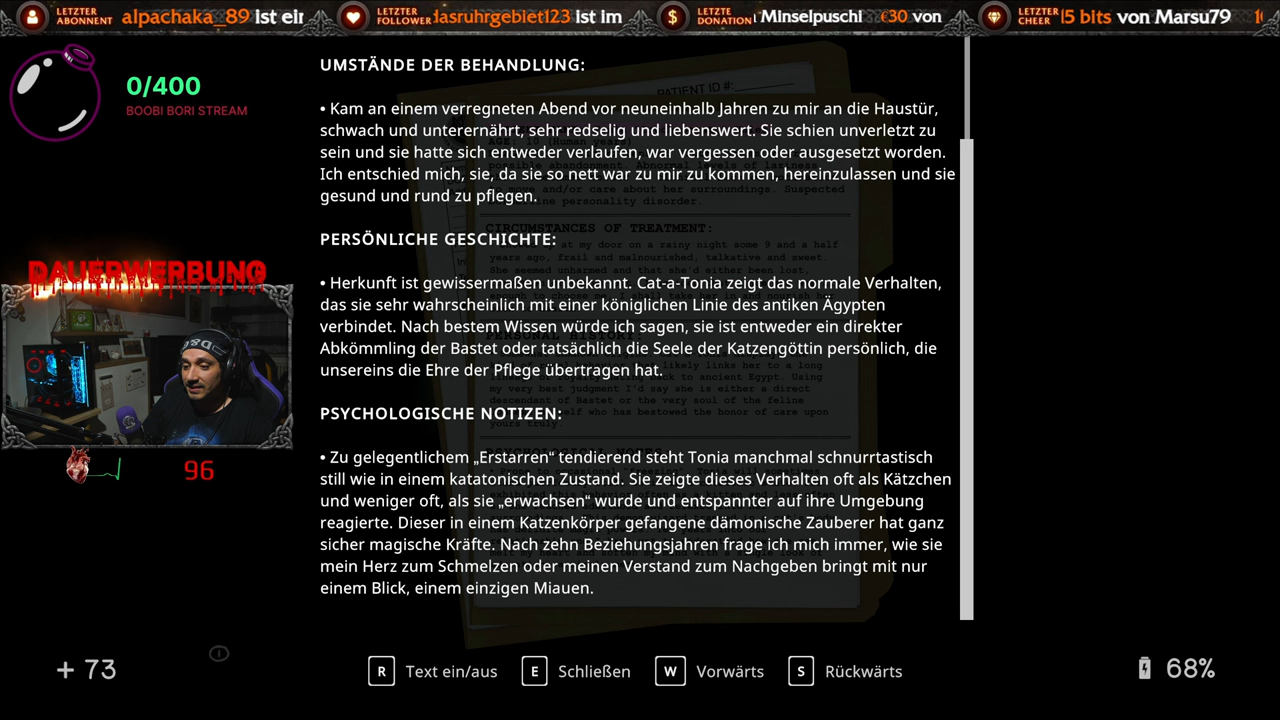 LETZTER ABONNENT alpachaka_89 ist ein
LETZTER FOLLOWER dasruhrgebiet123 ist im
LETZTE DONATION Minselpuschi €30 von
LETZTER CHEER 15 bits von Marsu79
0/400
BOOBI BORI STREAM
UMSTÄNDE DER BEHANDLUNG:
• Kam an einem verregneten Abend vor neuneinhalb Jahren zu mir an die Haustür,
schwach und unterernährt, sehr redselig und liebenswert. Sie schien unverletzt zu
sein und sie hatte sich entweder verlaufen, war vergessen oder ausgesetzt worden.
Ich entschied mich, sie, da sie so nett war zu mir zu kommen, hereinzulassen und sie
gesund und rund zu pflegen.
PERSÖNLICHE GESCHICHTE:
• Herkunft ist gewissermaßen unbekannt. Cat-a-Tonia zeigt das normale Verhalten,
das sie sehr wahrscheinlich mit einer königlichen Linie des antiken Ägypten
verbindet. Nach bestem Wissen würde ich sagen, sie ist entweder ein direkter
Abkömmling der Bastet oder tatsächlich die Seele der Katzengöttin persönlich, die
unsereins die Ehre der Pflege übertragen hat.
PSYCHOLOGISCHE NOTIZEN:
• Zu gelegentlichem „Erstarren“ tendierend steht Tonia manchmal schnurrtastisch
still wie in einem katatonischen Zustand. Sie zeigte dieses Verhalten oft als Kätzchen
und weniger oft, als sie „erwachsen“ wurde und entspannter auf ihre Umgebung
reagierte. Dieser in einem Katzenkörper gefangene dämonische Zauberer hat ganz
sicher magische Kräfte. Nach zehn Beziehungsjahren frage ich mich immer, wie sie
mein Herz zum Schmelzen oder meinen Verstand zum Nachgeben bringt mit nur
einem Blick, einem einzigen Miauen.
DAUERWERBUNG
96
PATIENT ID #:
CIRCUMSTANCES OF TREATMENT:
+ 73
R Text ein/aus E Schließen W Vorwärts S Rückwärts
68%